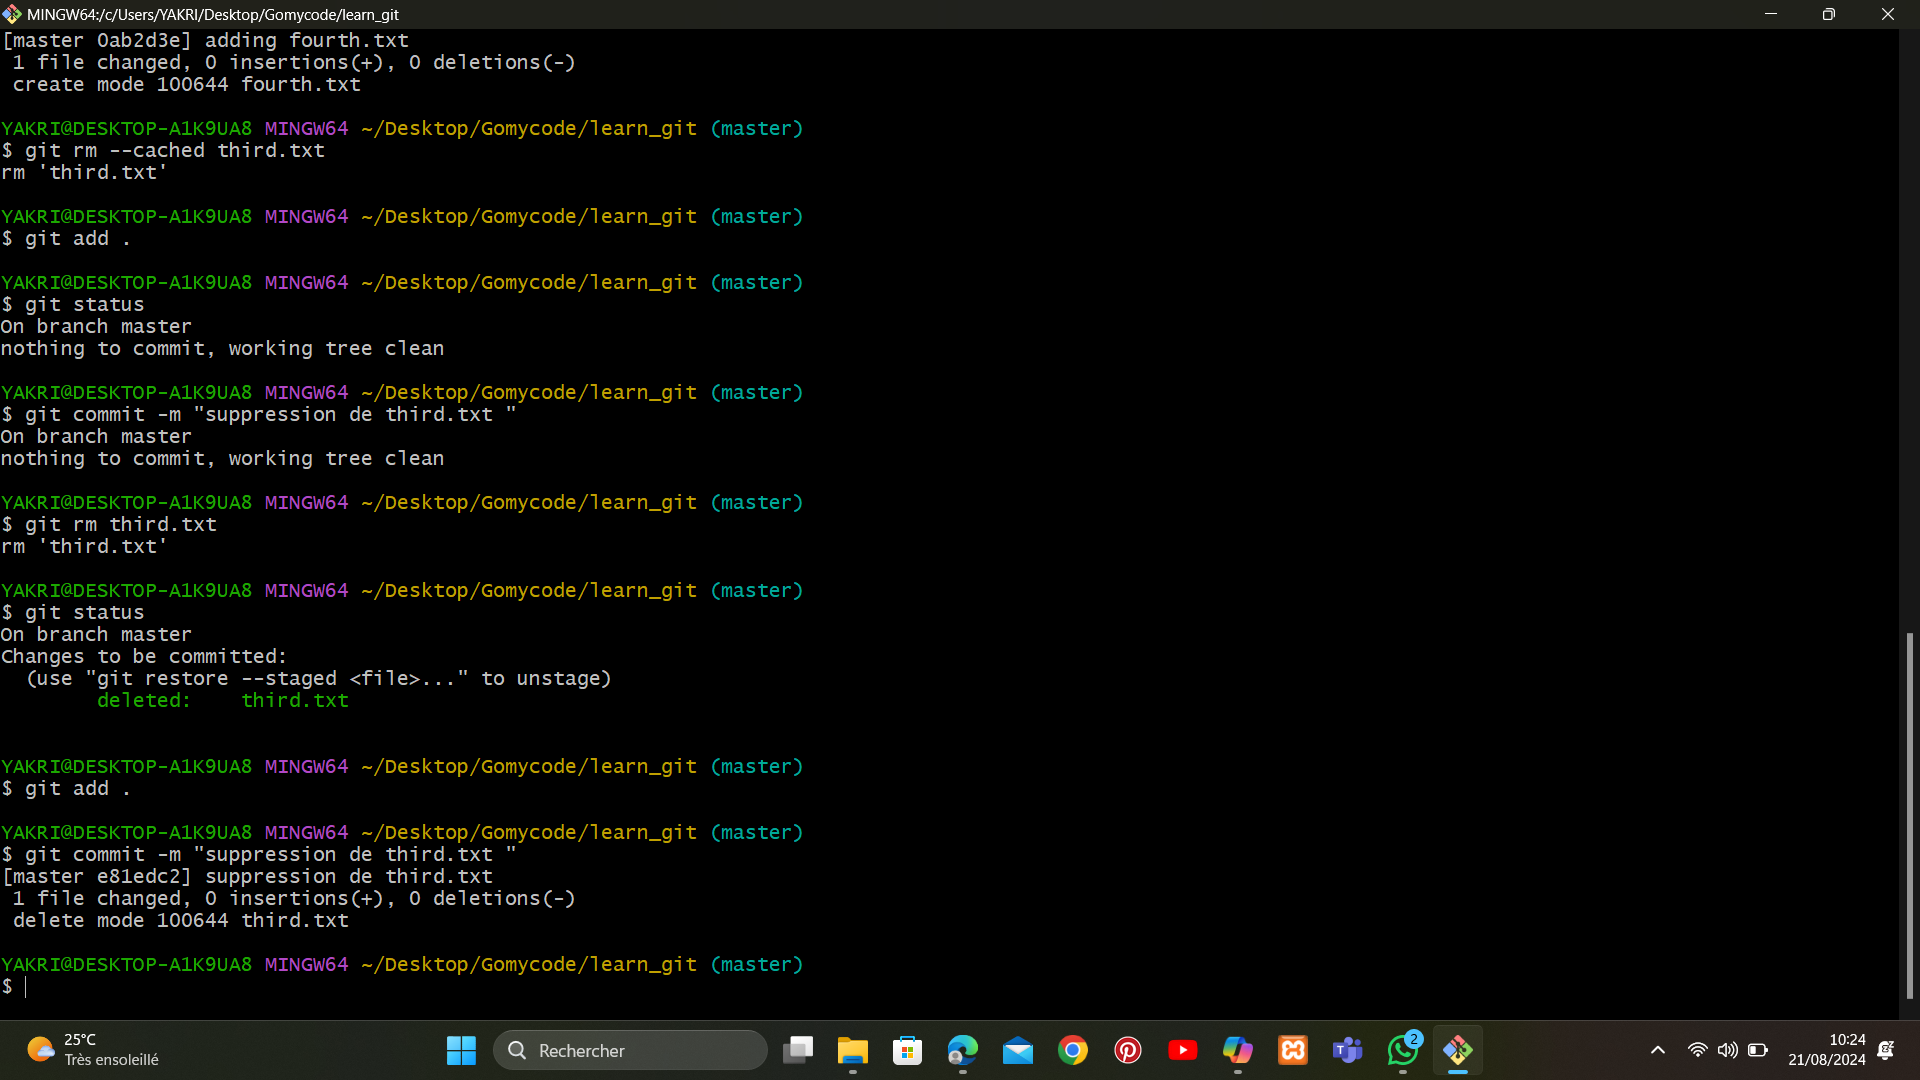 MINGW64:/c/Users/YAKRI/Desktop/Gomycode/learn_git
[master 0ab2d3e] adding fourth.txt
 1 file changed, 0 insertions(+), 0 deletions(-)
 create mode 100644 fourth.txt
YAKRI@DESKTOP-A1K9UA8 MINGW64 ~/Desktop/Gomycode/learn_git (master)
$ git rm --cached third.txt
rm 'third.txt'
YAKRI@DESKTOP-A1K9UA8 MINGW64 ~/Desktop/Gomycode/learn_git (master)
$ git add .
YAKRI@DESKTOP-A1K9UA8 MINGW64 ~/Desktop/Gomycode/learn_git (master)
$ git status
On branch master
nothing to commit, working tree clean
YAKRI@DESKTOP-A1K9UA8 MINGW64 ~/Desktop/Gomycode/learn_git (master)
$ git commit -m "suppression de third.txt "
On branch master
nothing to commit, working tree clean
YAKRI@DESKTOP-A1K9UA8 MINGW64 ~/Desktop/Gomycode/learn_git (master)
$ git rm third.txt
rm 'third.txt'
YAKRI@DESKTOP-A1K9UA8 MINGW64 ~/Desktop/Gomycode/learn_git (master)
$ git status
On branch master
Changes to be committed:
  (use "git restore --staged <file>..." to unstage)
        deleted:    third.txt
YAKRI@DESKTOP-A1K9UA8 MINGW64 ~/Desktop/Gomycode/learn_git (master)
$ git add .
YAKRI@DESKTOP-A1K9UA8 MINGW64 ~/Desktop/Gomycode/learn_git (master)
$ git commit -m "suppression de third.txt "
[master e81edc2] suppression de third.txt
 1 file changed, 0 insertions(+), 0 deletions(-)
 delete mode 100644 third.txt
YAKRI@DESKTOP-A1K9UA8 MINGW64 ~/Desktop/Gomycode/learn_git (master)
$
25°C
Très ensoleillé
Rechercher
2
10:24
21/08/2024